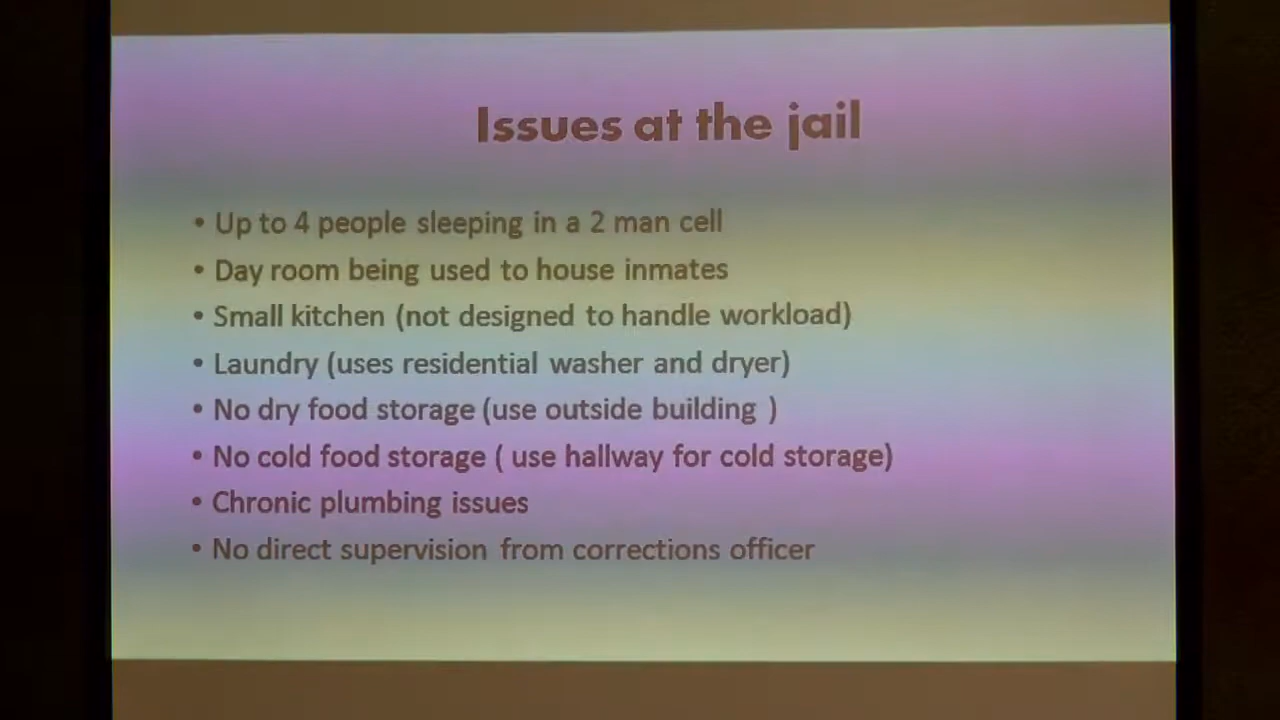 Issues at the jail
• Up to 4 people sleeping in a 2 man cell
• Day room being used to house inmates
• Small kitchen (not designed to handle workload)
• Laundry (uses residential washer and dryer)
• No dry food storage (use outside building )
• No cold food storage ( use hallway for cold storage)
• Chronic plumbing issues
• No direct supervision from corrections officer